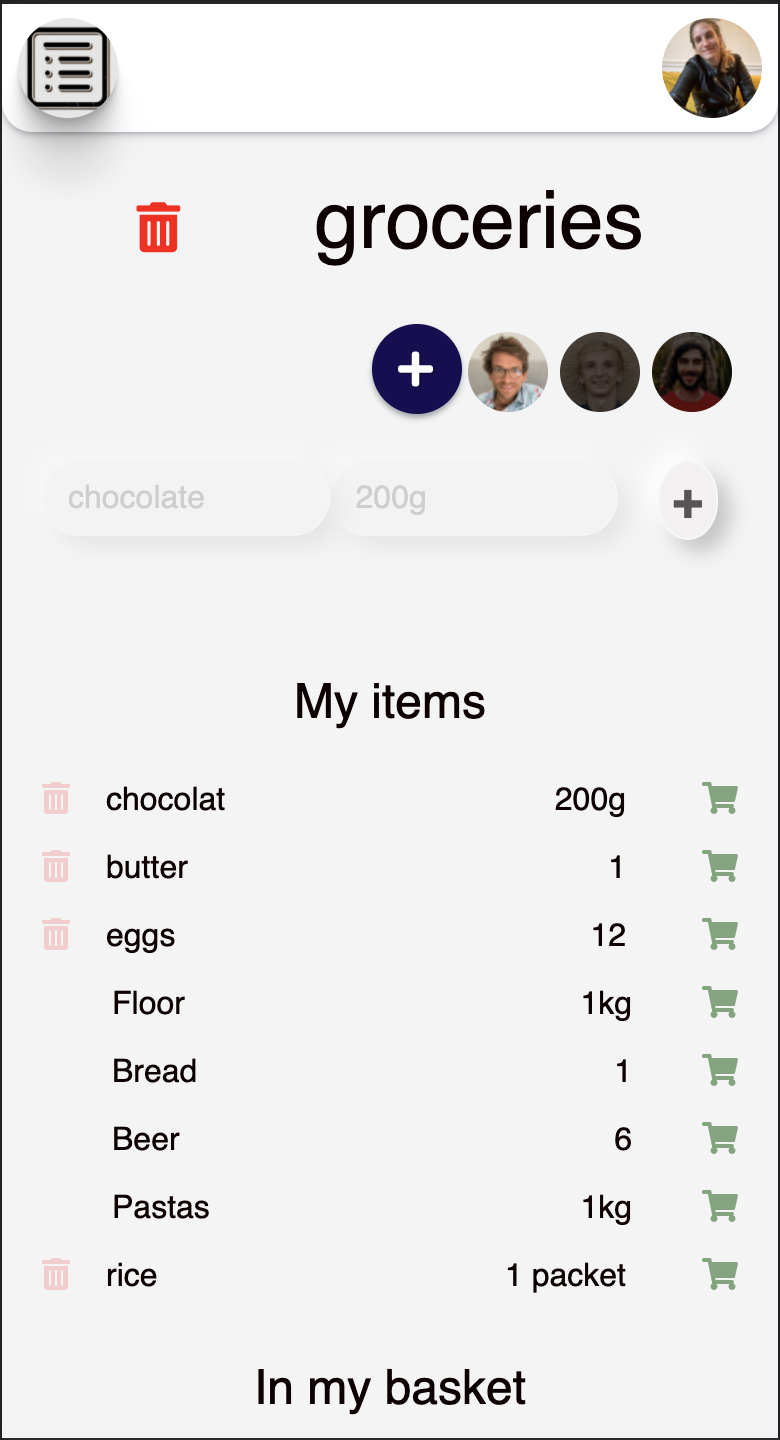 groceries
chocolate 200g
My items
chocolat 200g
butter 1
eggs 12
Floor 1kg
Bread 1
Beer 6
Pastas 1kg
rice 1 packet
In my basket